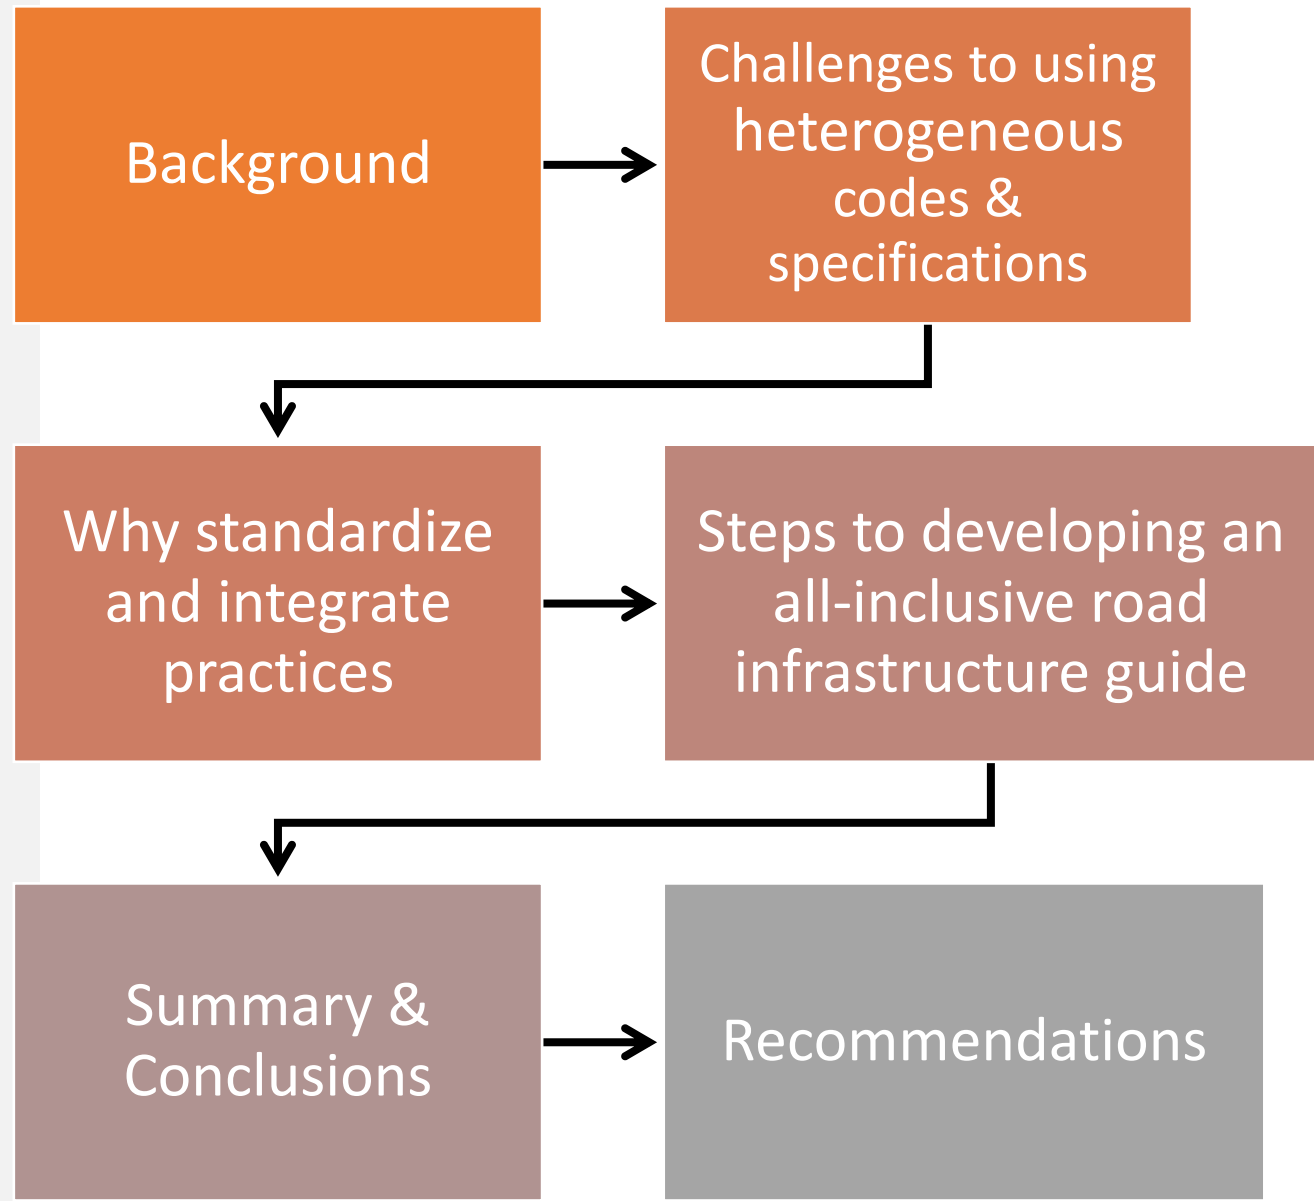 Background
Challenges to using
heterogeneous
codes &
specifications
Why standardize
and integrate
practices
Steps to developing an
all-inclusive road
infrastructure guide
Summary &
Conclusions
Recommendations